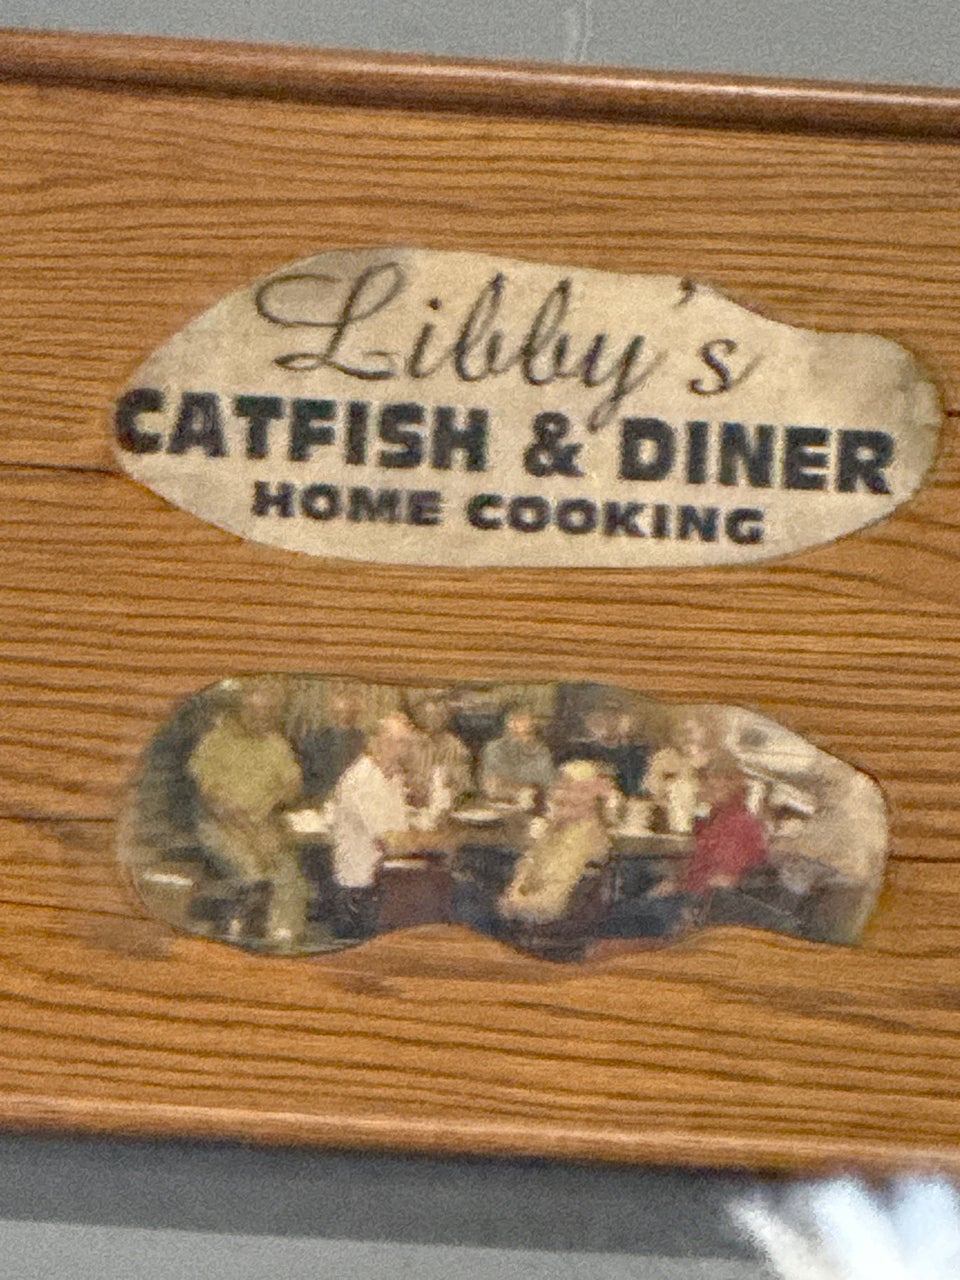 Libby's
CATFISH & DINER
HOME COOKING